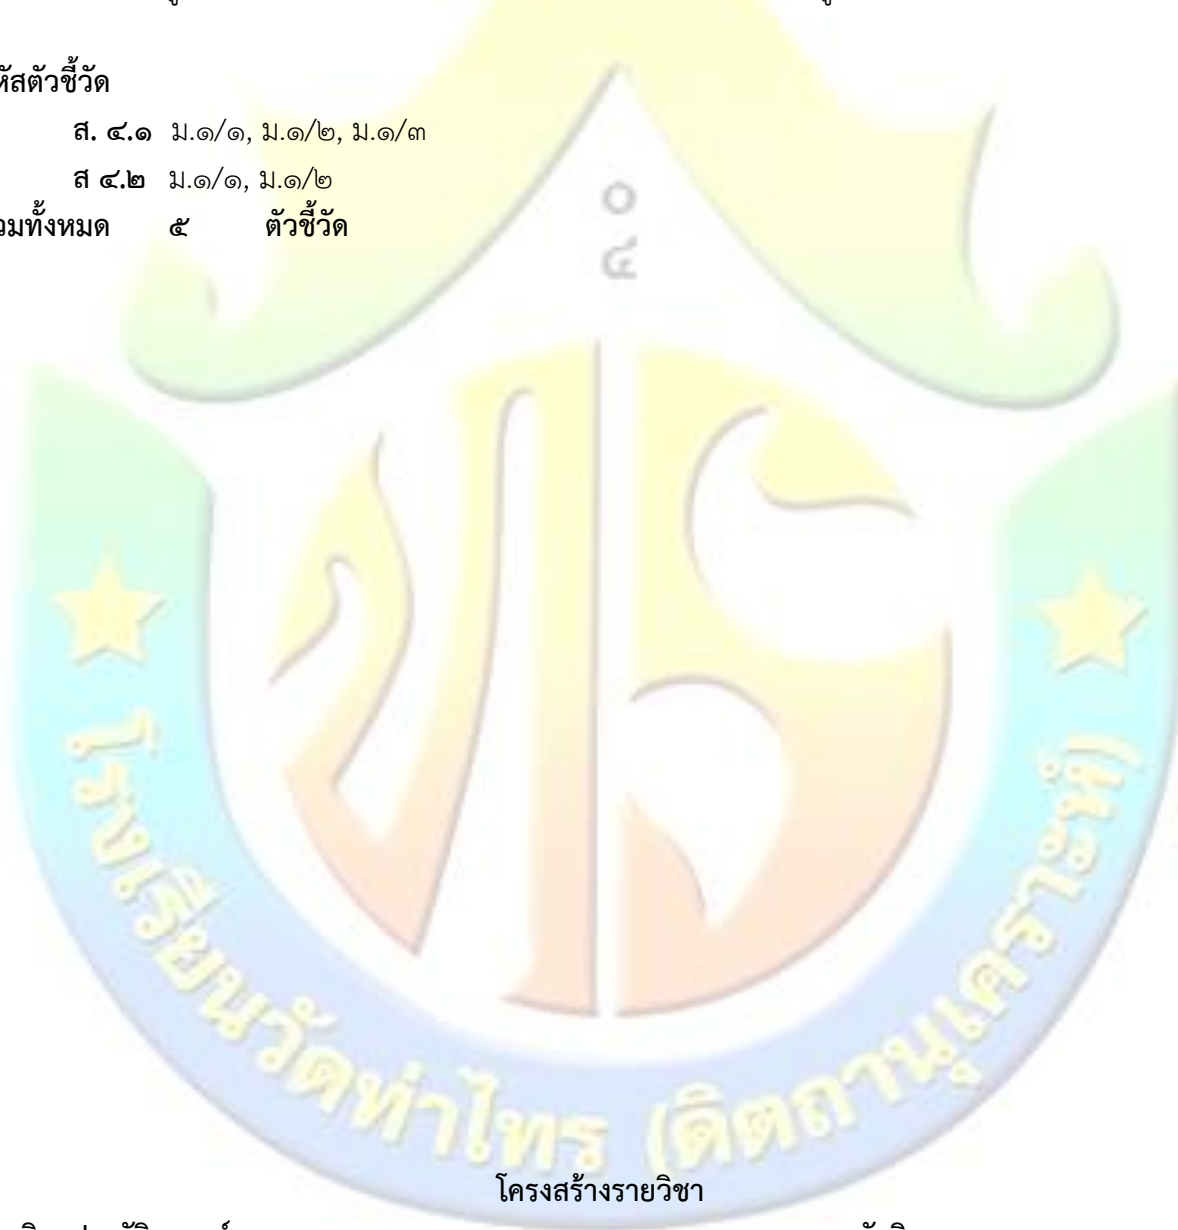 หัสตัวชี้วัด
ส. ๔.๑ ม.๑/๑, ม.๑/๒, ม.๑/๓
ส ๔.๒ ม.๑/๑, ม.๑/๒
วมทั้งหมด ๕ ตัวชี้วัด
๐
๔
ทส
โรงเรียนวัดท่าไทร (ดิตถานุเคราะห์)
โครงสร้างรายวิชา